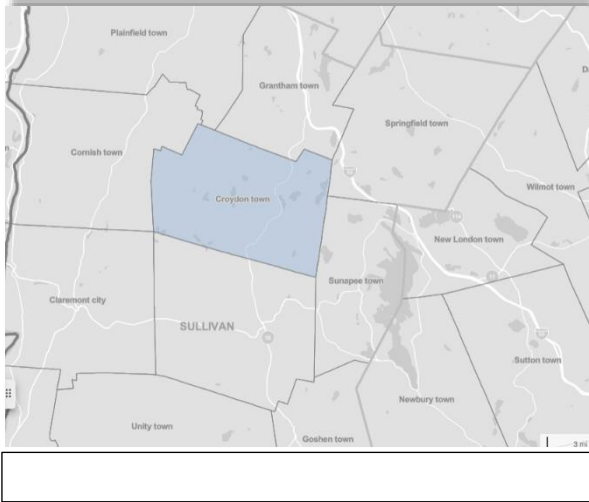 Plainfield town
Grantham town
Springfield town
Cornish town
Wilmot town
Croydon town
New London town
Sunapee town
Claremont city
SULLIVAN
Sutton town
Newbury town
Unity town
Goshen town
3 mi